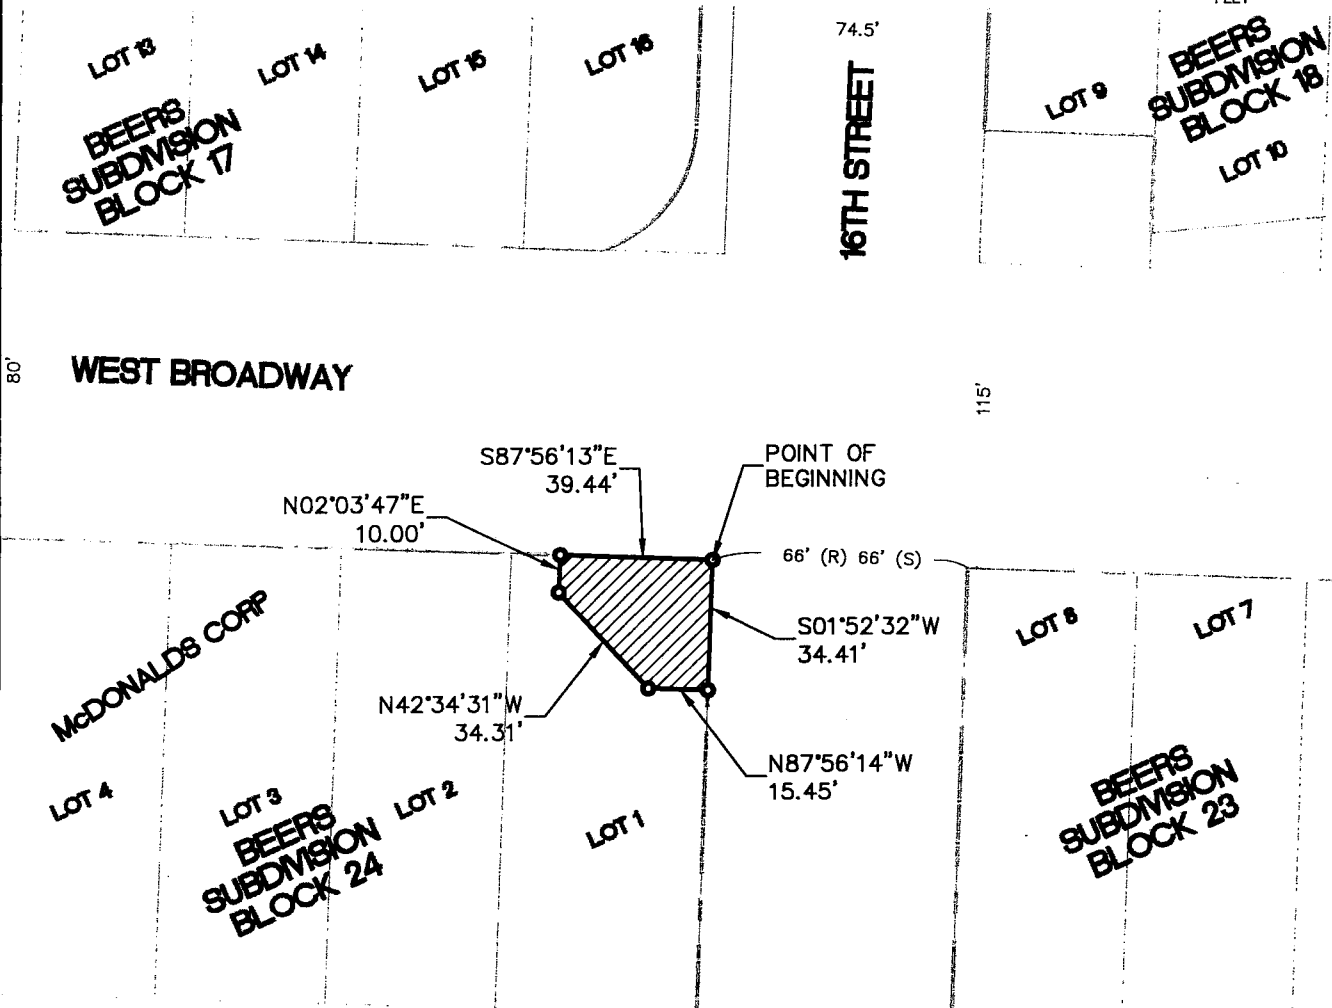 LOT 13
LOT 14
LOT 15
LOT 16
74.5'
16TH STREET
LOT 9
BEERS
SUBDIVISION
BLOCK 18
LOT 10
BEERS
SUBDIVISION
BLOCK 17
80'
WEST BROADWAY
115'
S87°56'13"E
39.44'
POINT OF
BEGINNING
N02°03'47"E
10.00'
66' (R) 66' (S)
McDONALDS CORP
S01°52'32"W
34.41'
LOT 8
LOT 7
N42°34'31"W
34.31'
N87°56'14"W
15.45'
LOT 4
LOT 3
LOT 2
LOT 1
BEERS
SUBDIVISION
BLOCK 24
BEERS
SUBDIVISION
BLOCK 23